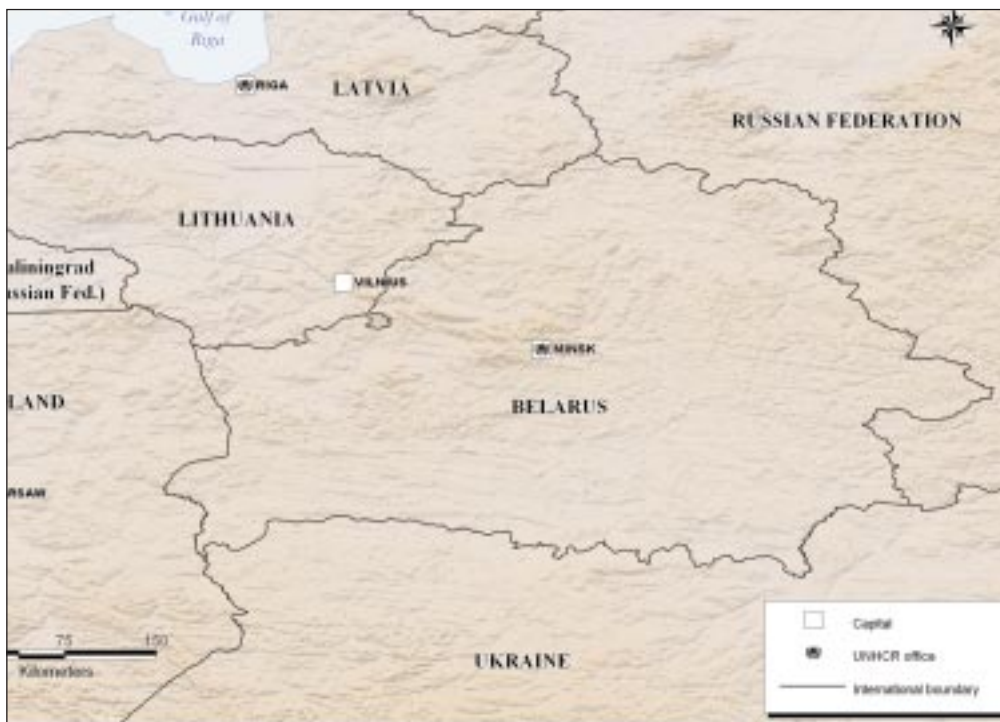 Gulf of
Riga
RIGA
LATVIA
RUSSIAN FEDERATION
LITHUANIA
aliningrad
ussian Fed.)
VILNIUS
MINSK
LAND
BELARUS
RSAW
75 150
Kilometers
UKRAINE
Capital
UNHCR office
International boundary